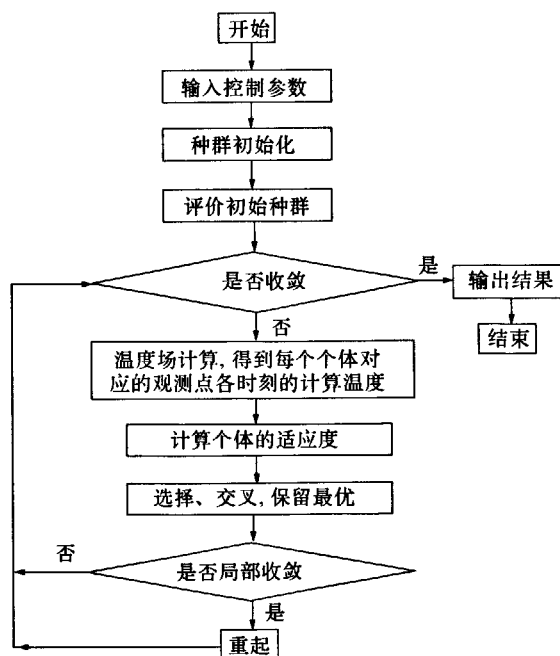 开始
输入控制参数
种群初始化
评价初始种群
是否收敛
是
输出结果
结束
否
温度场计算,得到每个个体对
应的观测点各时刻的计算温度
计算个体的适应度
选择、交叉,保留最优
否
是否局部收敛
是
重起